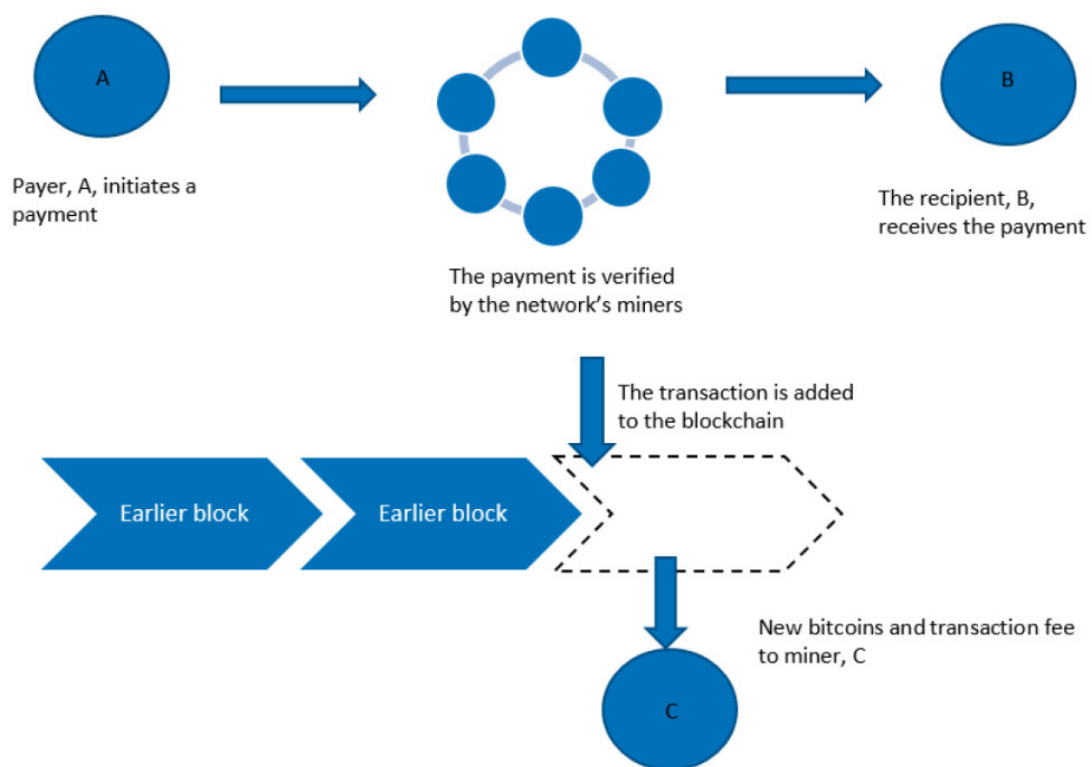 A
B
Payer, A, initiates a
payment
The recipient, B,
receives the payment
The payment is verified
by the network's miners
The transaction is added
to the blockchain
Earlier block
Earlier block
New bitcoins and transaction fee
to miner, C
C